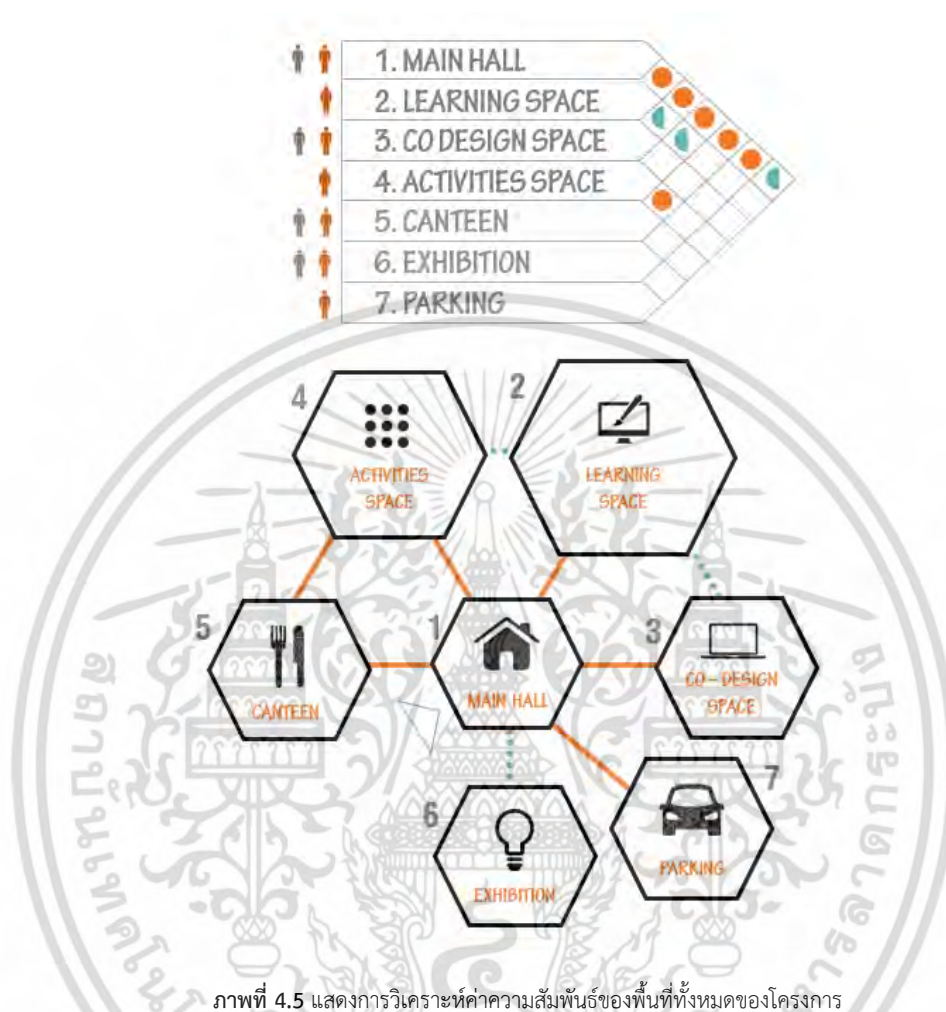 1. MAIN HALL
2. LEARNING SPACE
3. CO DESIGN SPACE
4. ACTIVITIES SPACE
5. CANTEEN
6. EXHIBITION
7. PARKING
4
ACTIVITIES
SPACE
2
LEARNING
SPACE
5
CANTEEN
1
MAIN HALL
3
CO - DESIGN
SPACE
6
EXHIBITION
7
PARKING
ภาพที่ 4.5 แสดงการวิเคราะห์ค่าความสัมพันธ์ของพื้นที่ทั้งหมดของโครงการ